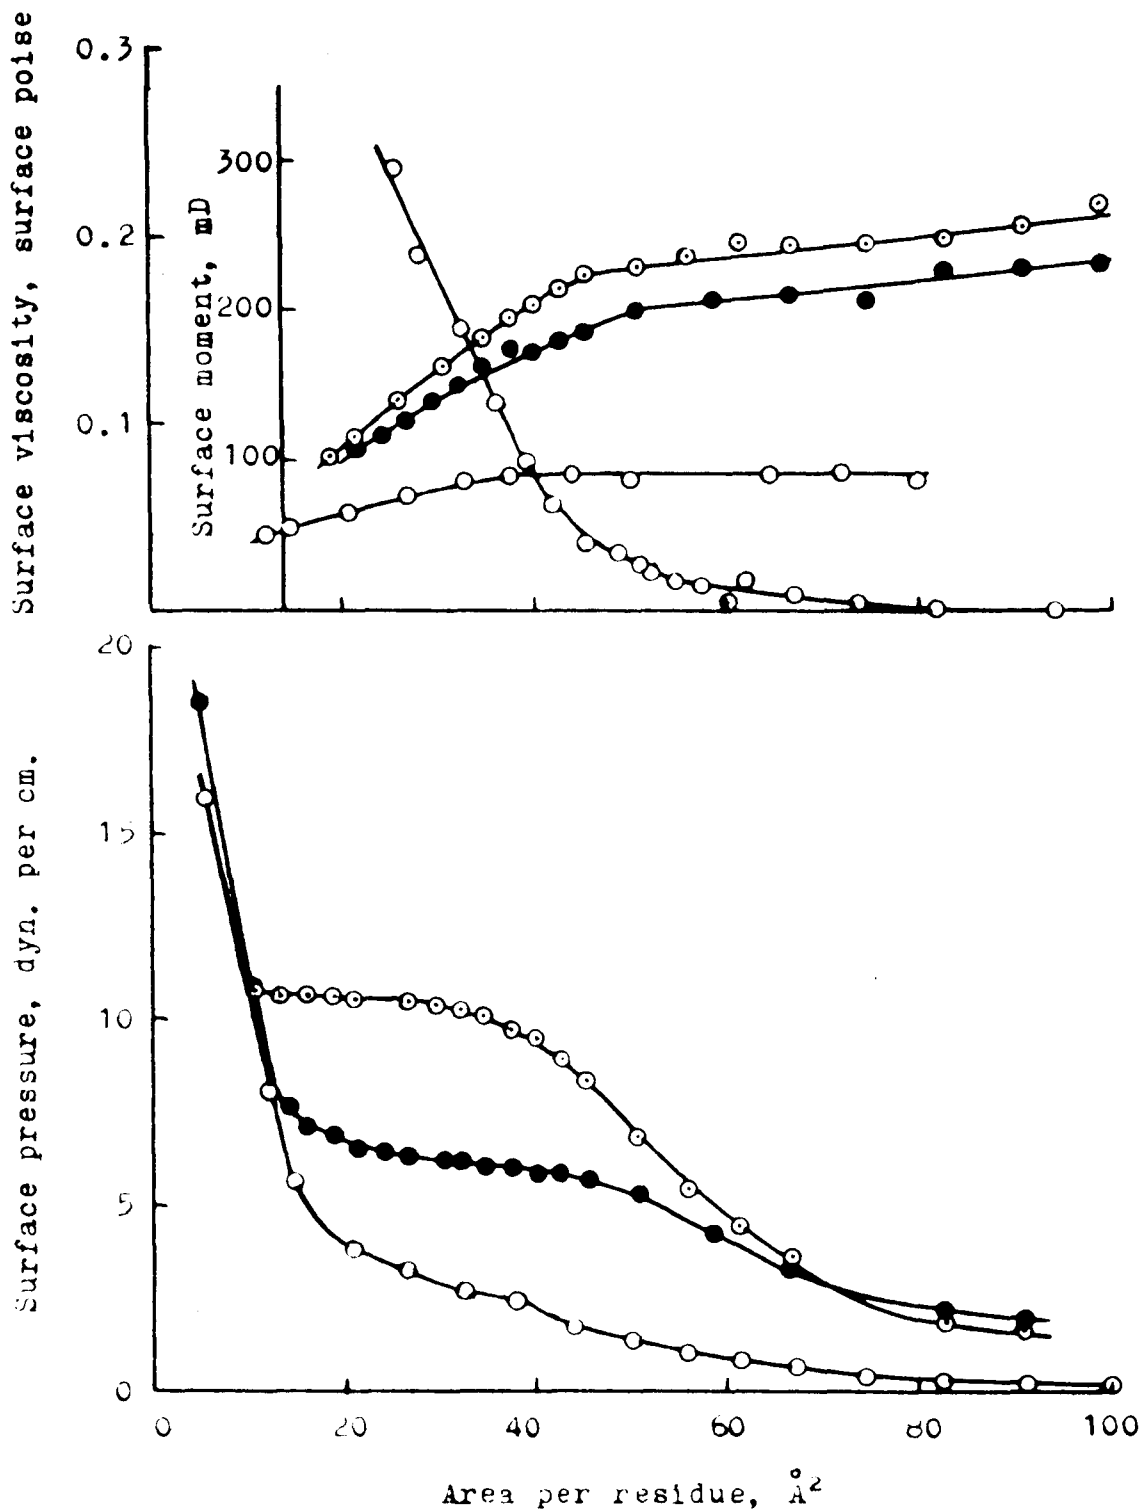 Surface viscosity, surface poise
0.3
0.2
0.1
Surface moment, mD
300
200
100
Surface pressure, dyn. per cm.
20
15
10
5
0
0 20 40 60 80 100
Area per residue, Å²